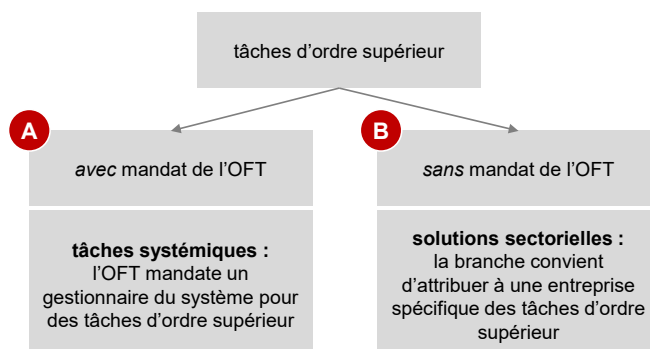 tâches d'ordre supérieur
A
avec mandat de l'OFT
tâches systémiques :
l'OFT mandate un
gestionnaire du système pour
des tâches d'ordre supérieur
B
sans mandat de l'OFT
solutions sectorielles :
la branche convient
d'attribuer à une entreprise
spécifique des tâches d'ordre
supérieur